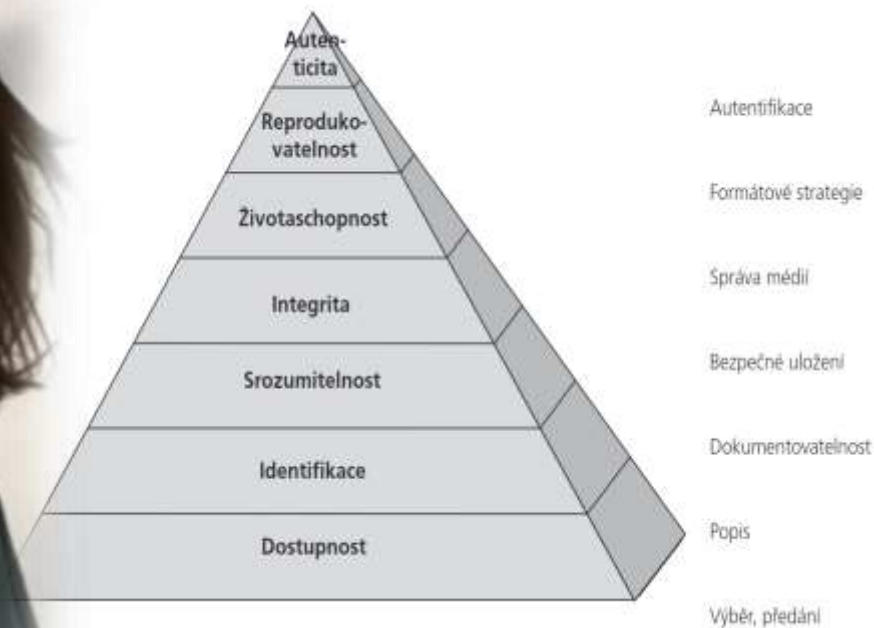 Auten-
ticita
Reproduko-
vatelnost
Životaschopnost
Integrita
Srozumitelnost
Identifikace
Dostupnost
Autentifikace
Formátové strategie
Správa médií
Bezpečné uložení
Dokumentovatelnost
Popis
Výběr, předání